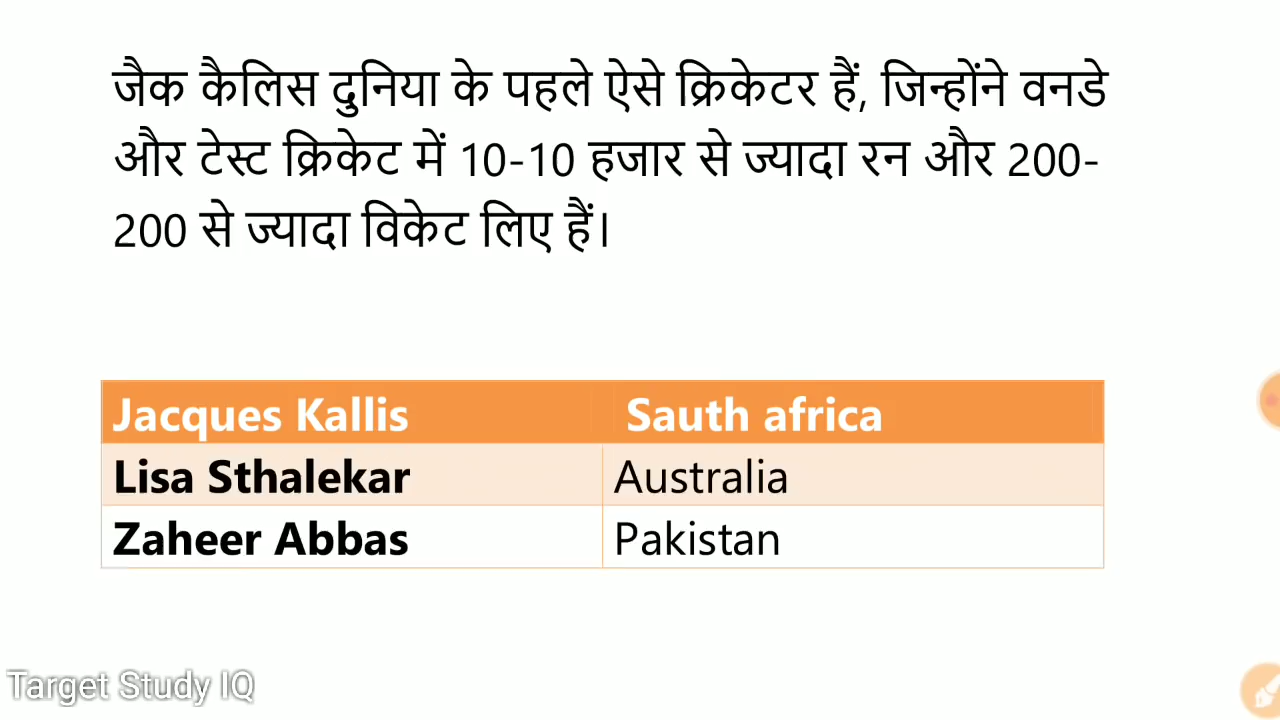 जैक कैलिस दुनिया के पहले ऐसे क्रिकेटर हैं, जिन्होंने वनडे
और टेस्ट क्रिकेट में 10-10 हजार से ज्यादा रन और 200-
200 से ज्यादा विकेट लिए हैं।
Jacques Kallis Sauth africa
Lisa Sthalekar Australia
Zaheer Abbas Pakistan
Target Study IQ